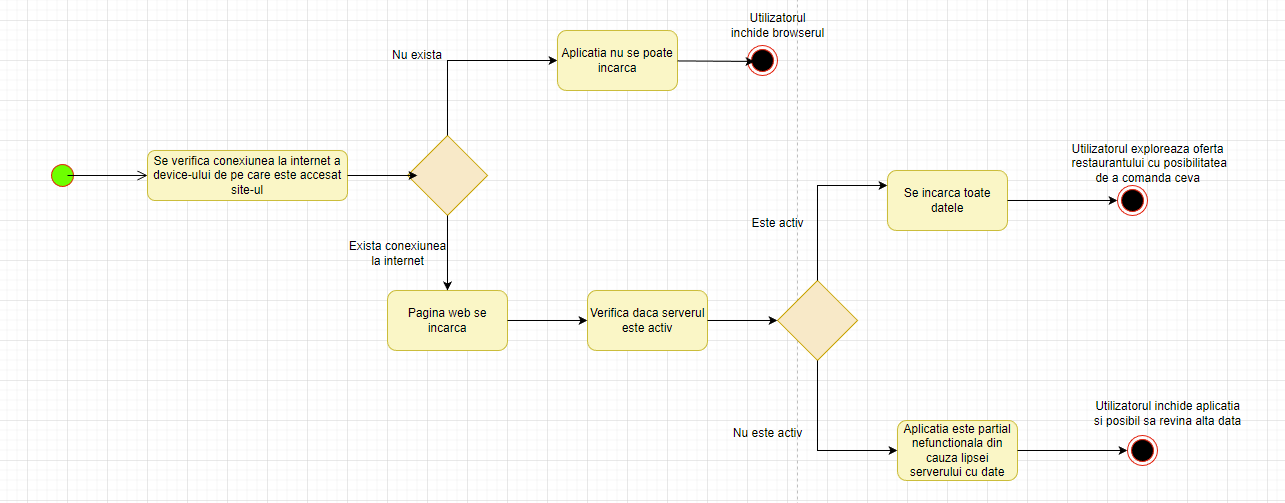 Utilizatorul
inchide browserul
Nu exista
Aplicatia nu se poate
incarca
Se verifica conexiunea la internet a
device-ului de pe care este accesat
site-ul
Exista conexiunea
la internet
Pagina web se
incarca
Verifica daca serverul
este activ
Este activ
Se incarca toate
datele
Utilizatorul exploreaza oferta
restaurantului cu posibilitatea
de a comanda ceva
Nu este activ
Aplicatia este partial
nefunctionala din
cauza lipsei
serverului cu date
Utilizatorul inchide aplicatia
si posibil sa revina alta data